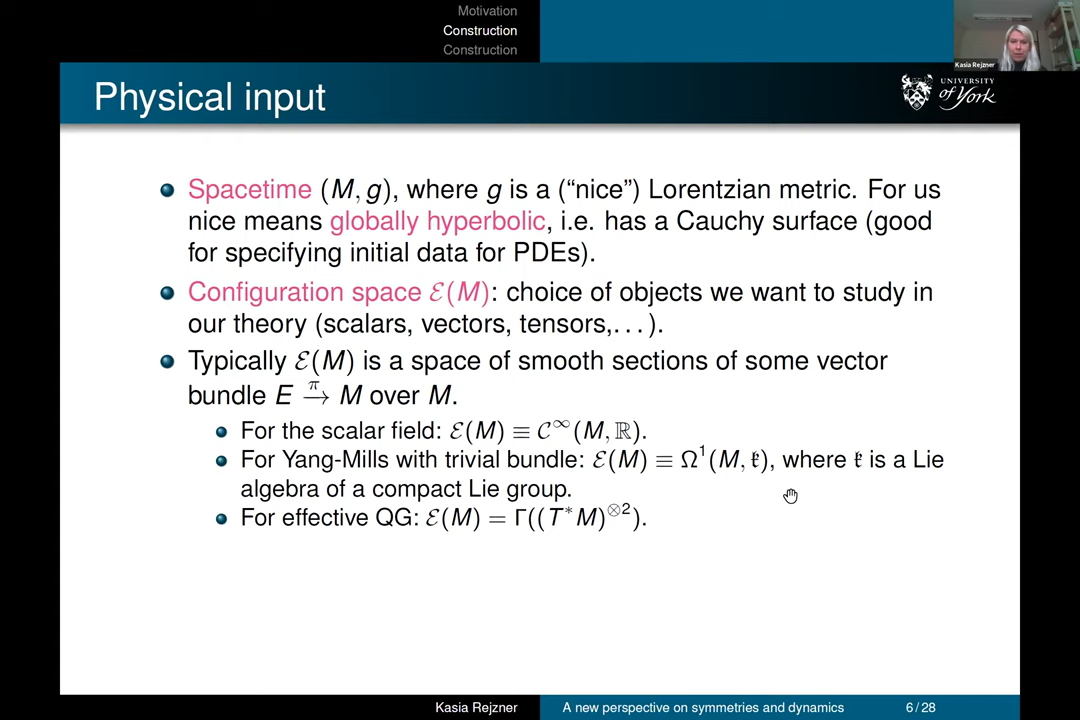 Motivation
Construction
Construction
Kasia Rejzner
Physical input
UNIVERSITY
of York
Spacetime (M, g), where g is a (“nice”) Lorentzian metric. For us
nice means globally hyperbolic, i.e. has a Cauchy surface (good
for specifying initial data for PDEs).
Configuration space ℰ(M): choice of objects we want to study in
our theory (scalars, vectors, tensors,...).
Typically ℰ(M) is a space of smooth sections of some vector
bundle E →^π M over M.
For the scalar field: ℰ(M) ≡ 𝒞^∞(M, ℝ).
For Yang-Mills with trivial bundle: ℰ(M) ≡ Ω¹(M, 𝔨), where 𝔨 is a Lie
algebra of a compact Lie group.
For effective QG: ℰ(M) = Γ((T*M)^⊗2).
Kasia Rejzner A new perspective on symmetries and dynamics 6 / 28